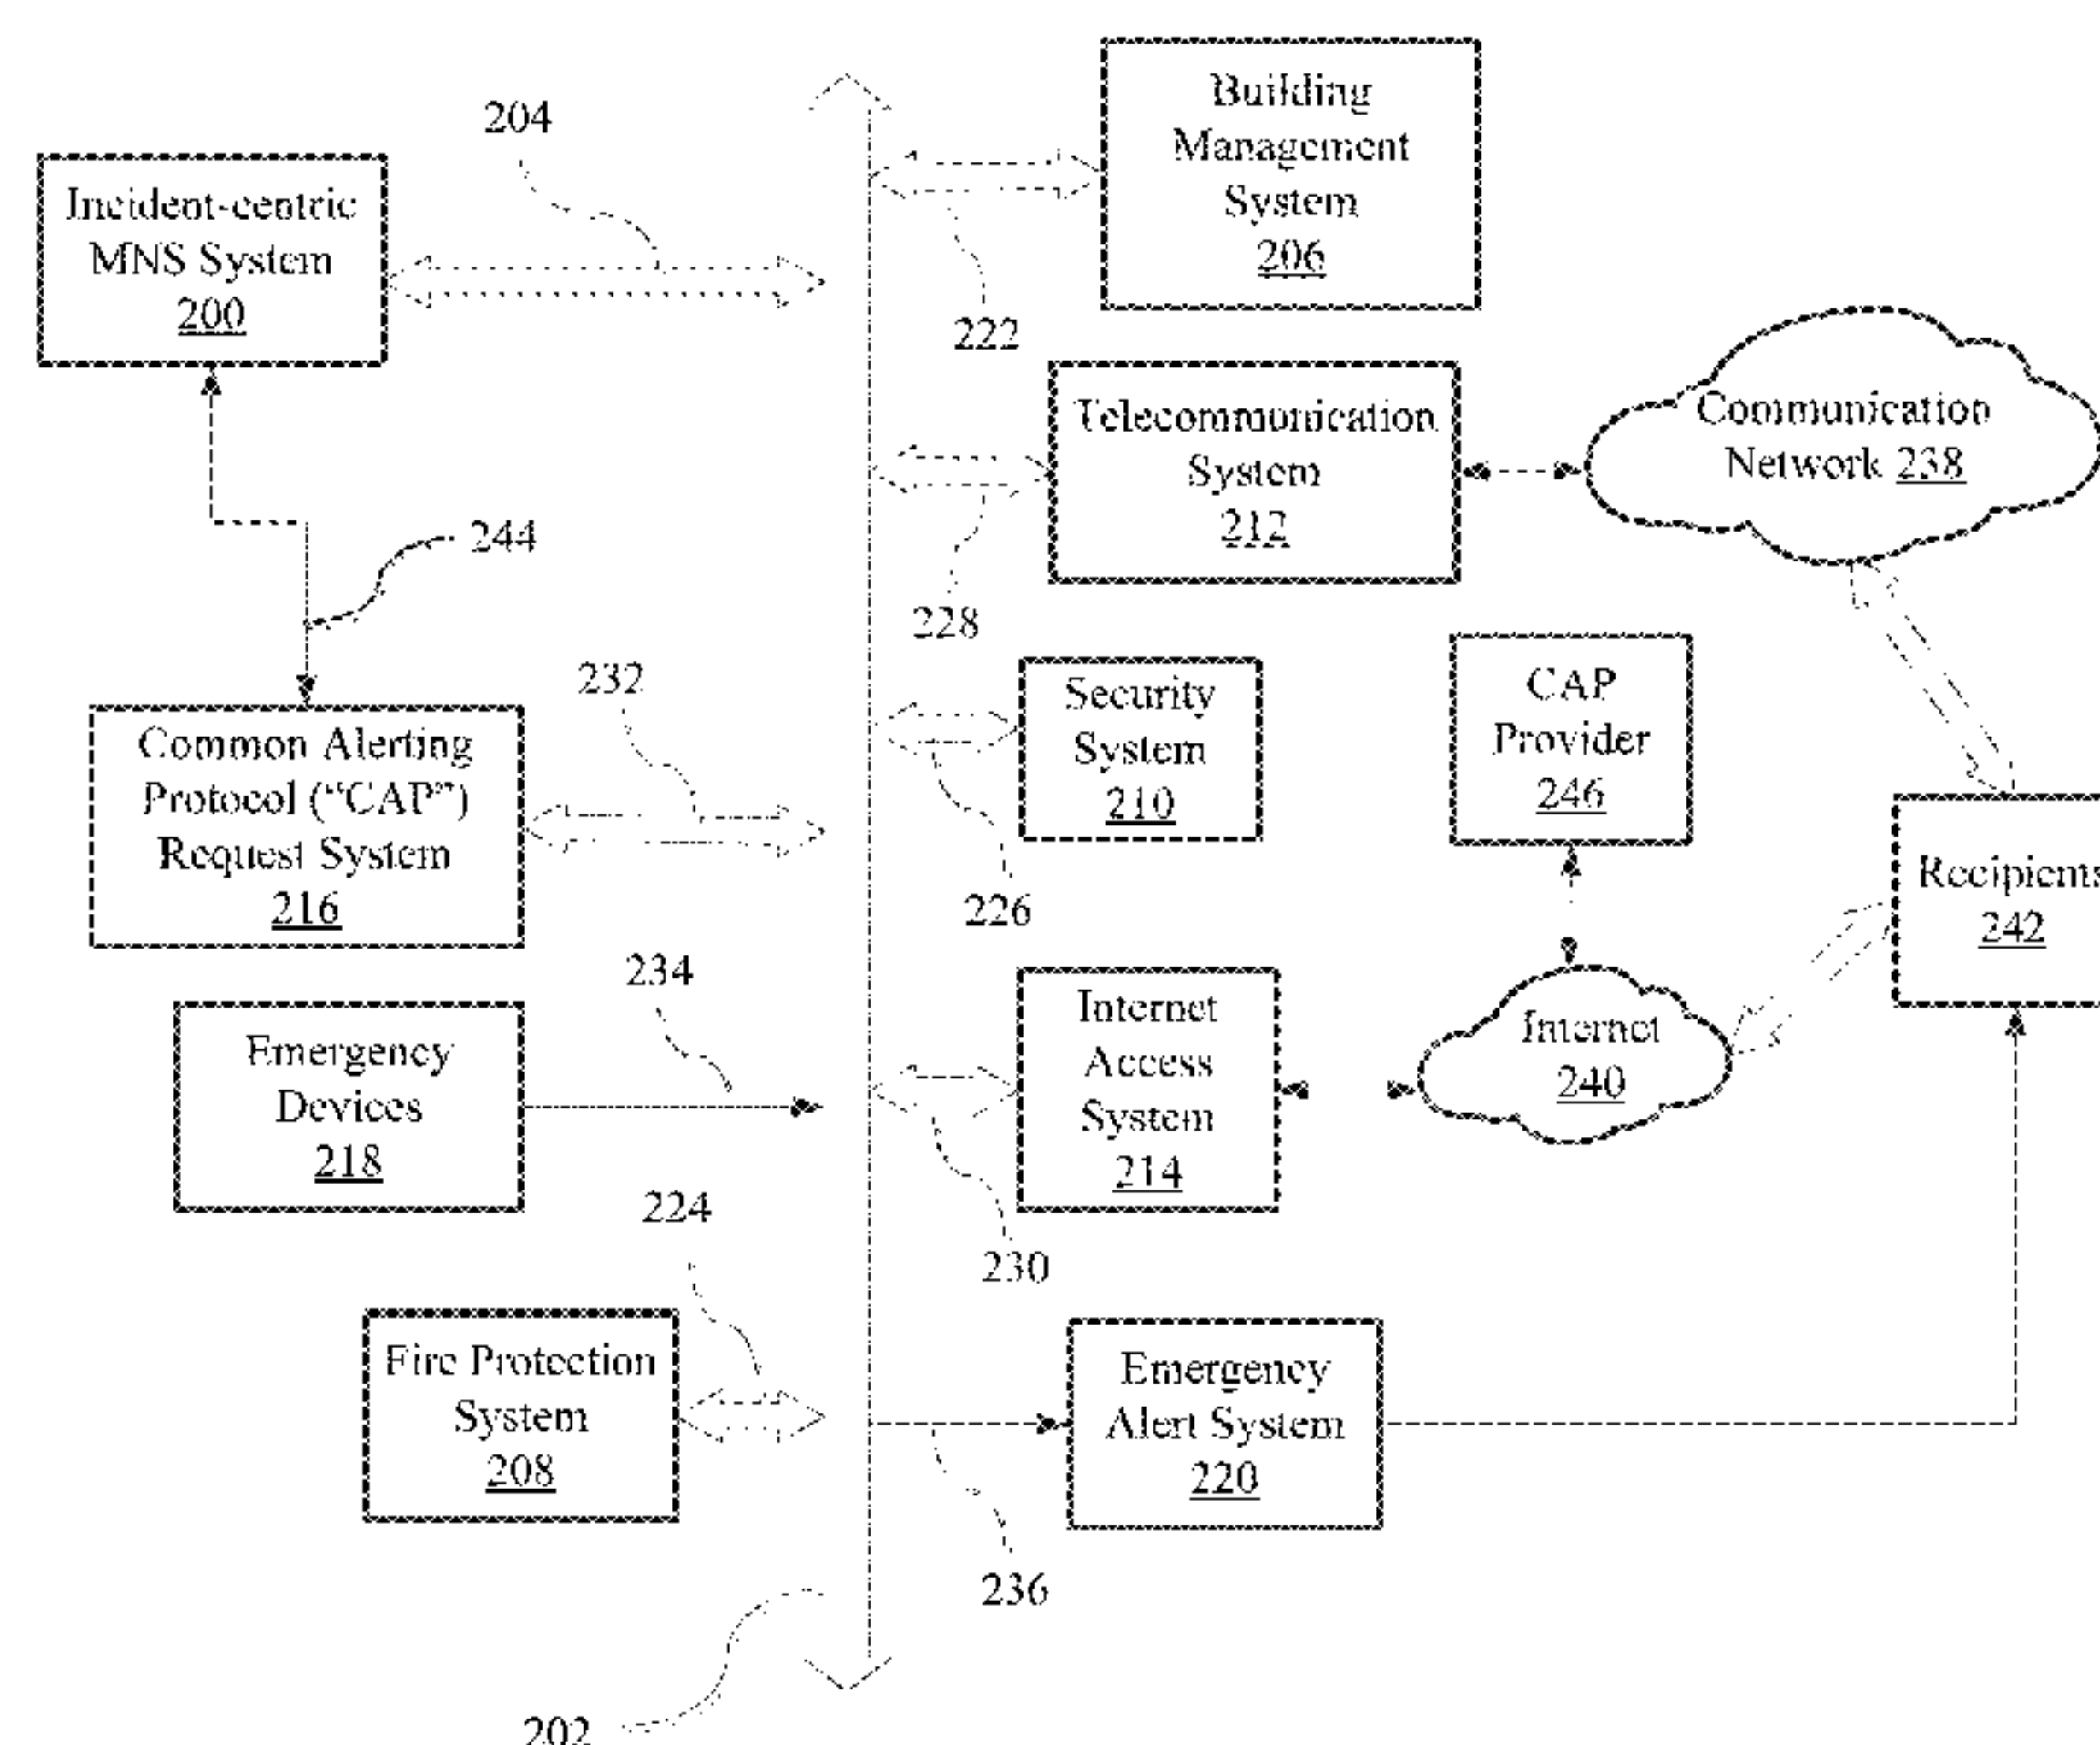 204
Incident-centric
MNS System
200
Building
Management
System
206
222
Telecommunication
System
212
Communication
Network 238
244
228
232
Common Alerting
Protocol (“CAP”)
Request System
216
Security
System
210
226
CAP
Provider
246
Recipients
242
234
Emergency
Devices
218
Internet
Access
System
214
Internet
240
224
230
Fire Protection
System
208
Emergency
Alert System
220
236
202